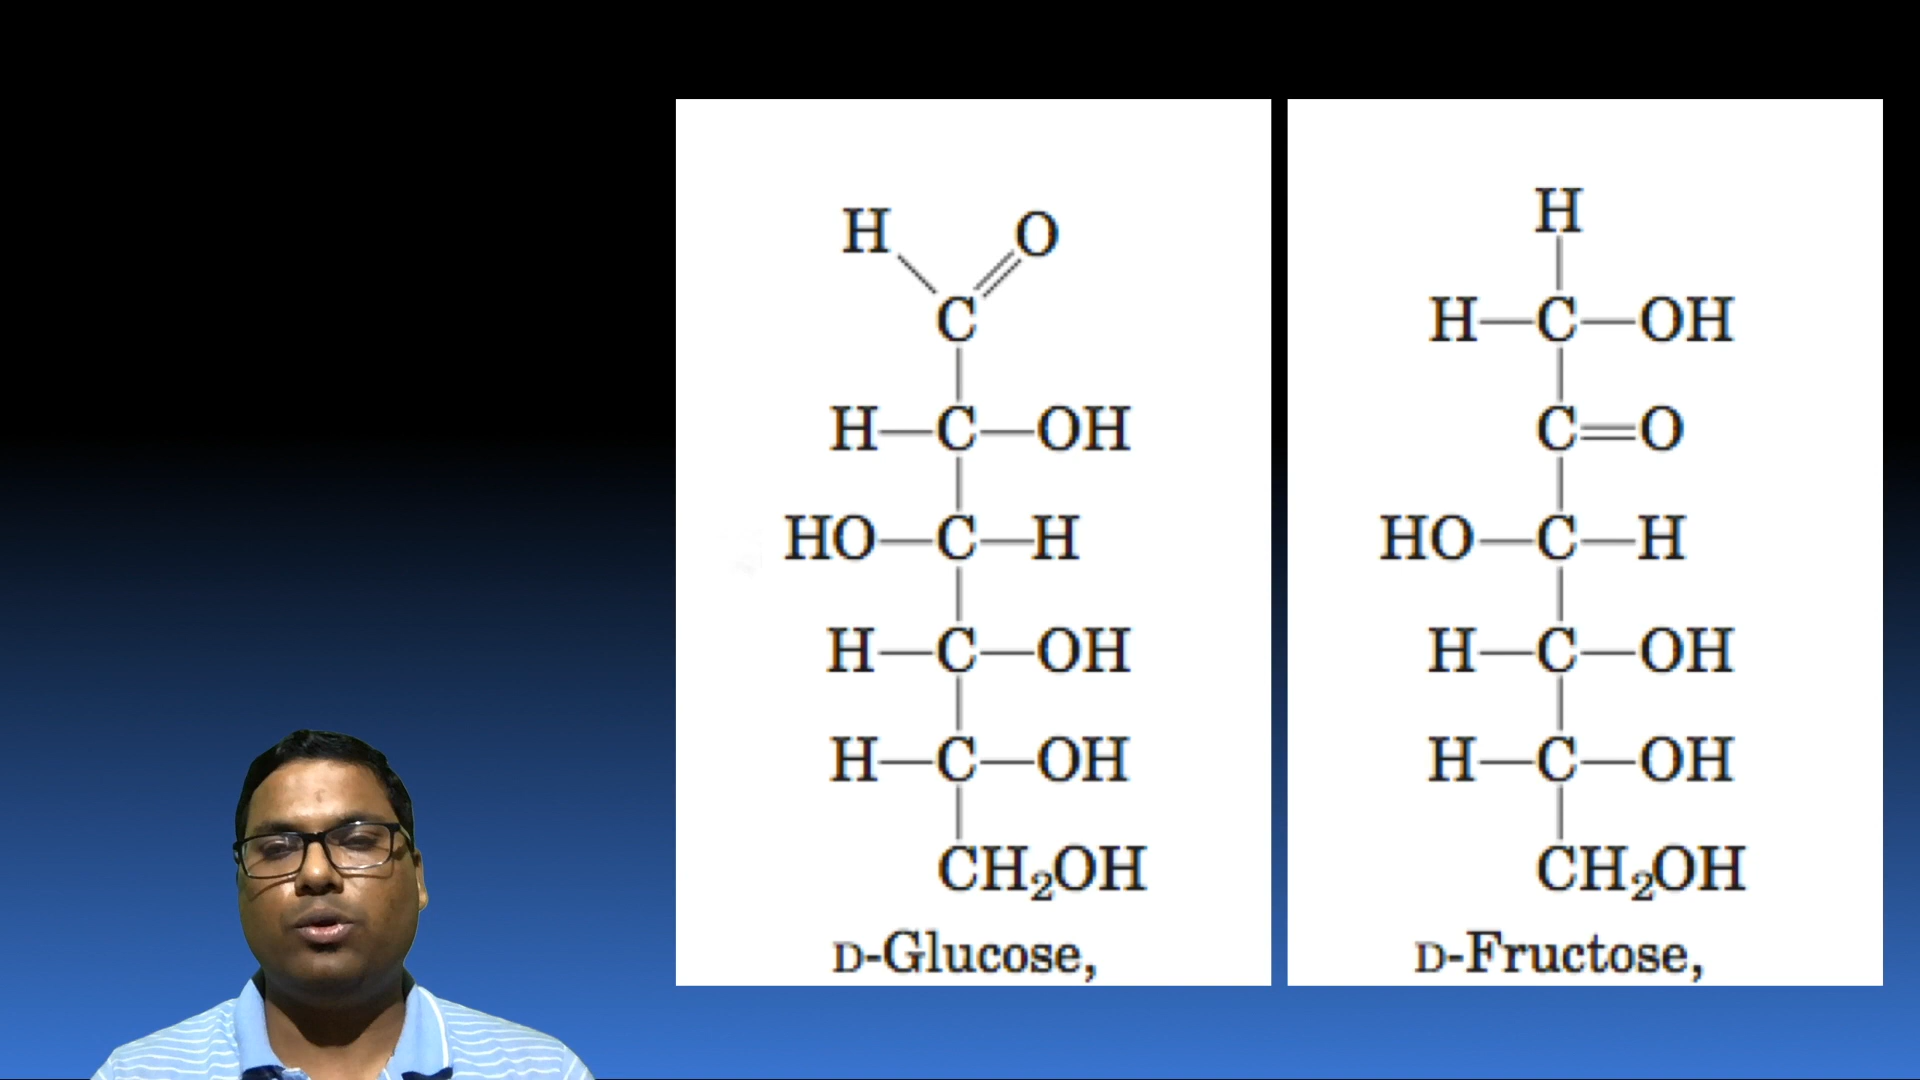 H O
C
H—C—OH
HO—C—H
H—C—OH
H—C—OH
CH₂OH
D-Glucose,
H
H—C—OH
C=O
HO—C—H
H—C—OH
H—C—OH
CH₂OH
D-Fructose,